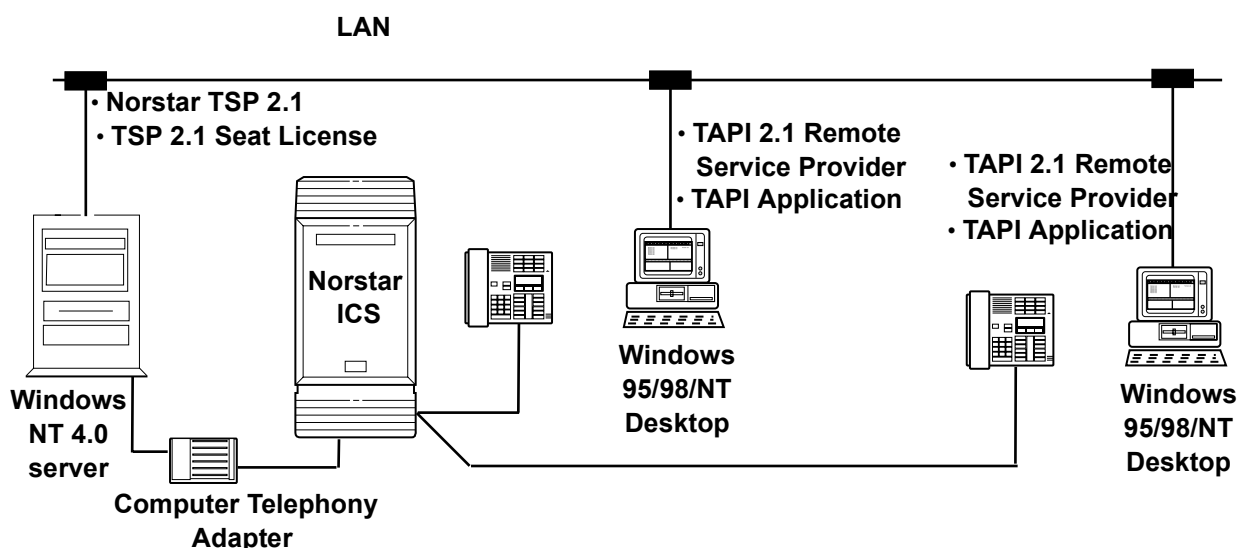 LAN
• Norstar TSP 2.1
• TSP 2.1 Seat License
• TAPI 2.1 Remote
Service Provider
• TAPI Application
• TAPI 2.1 Remote
Service Provider
• TAPI Application
Norstar
ICS
Windows
NT 4.0
server
Computer Telephony
Adapter
Windows
95/98/NT
Desktop
Windows
95/98/NT
Desktop